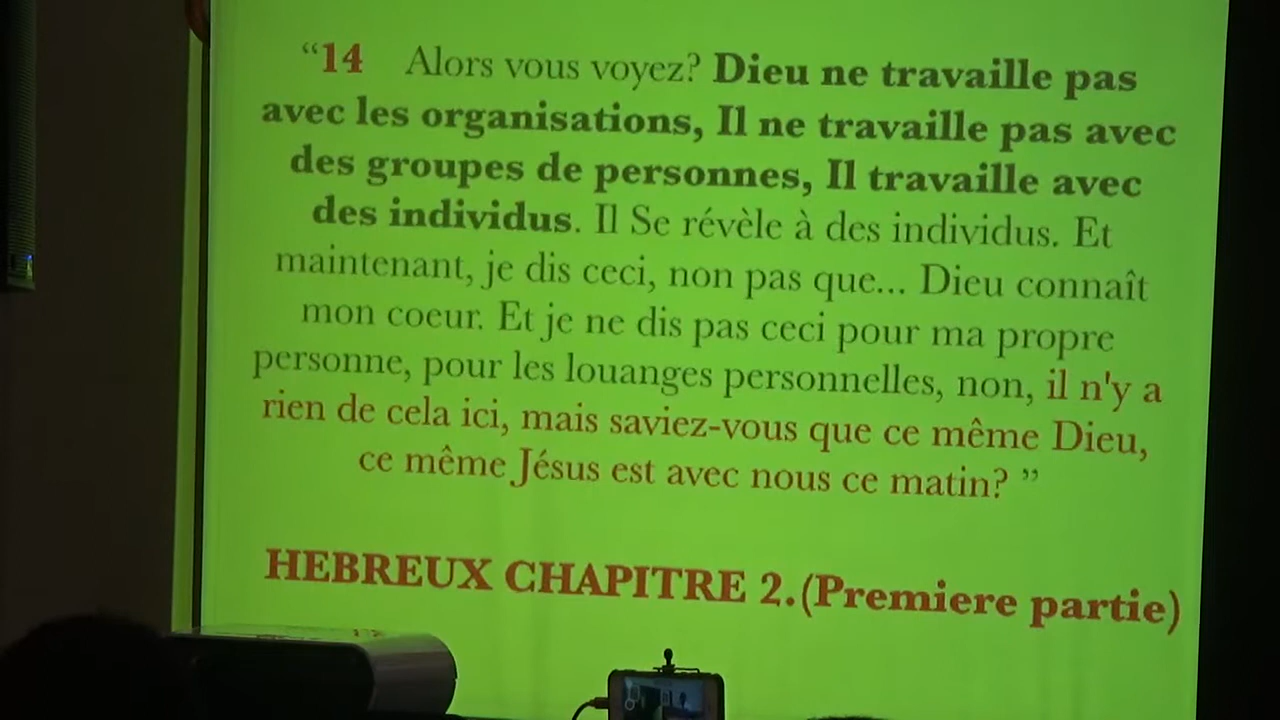 “14 Alors vous voyez? Dieu ne travaille pas
avec les organisations, Il ne travaille pas avec
des groupes de personnes, Il travaille avec
des individus. Il Se révèle à des individus. Et
maintenant, je dis ceci, non pas que... Dieu connaît
mon coeur. Et je ne dis pas ceci pour ma propre
personne, pour les louanges personnelles, non, il n'y a
rien de cela ici, mais saviez-vous que ce même Dieu,
ce même Jésus est avec nous ce matin? ”
HEBREUX CHAPITRE 2.(Premiere partie)